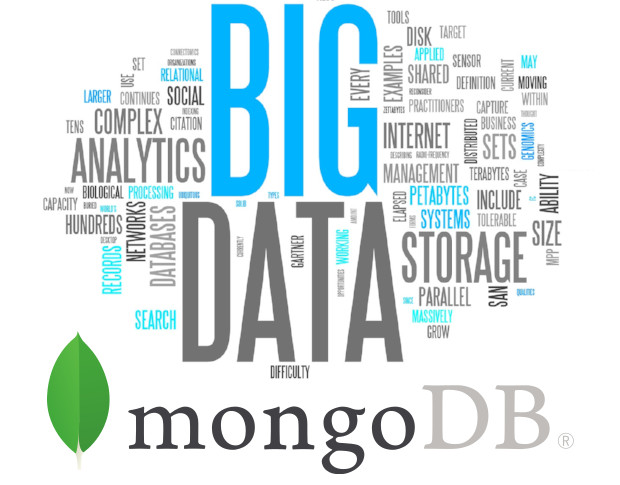 BIG
DATA
TOOLS
DISK
TARGET
APPLIED
EXAMPLES
EVERY
SHARED
SENSOR
CURRENT
MAY
MOVING
DEFINITION
WITHIN
PRACTITIONERS
CAPTURE
BUSINESS
DISTRIBUTED
SETS
GENOMICS
INTERNET
MANAGEMENT
TERABYTES
CASE
ABILITY
ELAPSED
PETABYTES
INCLUDE
SYSTEMS
TOLERABLE
SIZE
MPP
STORAGE
PARALLEL
SAN
MASSIVELY
GROW
SET
USE
RELATIONAL
LARGER
CONTINUES
SOCIAL
CITATION
TENS
COMPLEX
ANALYTICS
BIOLOGICAL
PROCESSING
CAPACITY
HUNDREDS
NETWORKS
DATABASES
RECORDS
DESKTOP
SEARCH
GARTNER
WORKING
CURRENTLY
OPPORTUNITIES
DIFFICULTY
mongoDB®